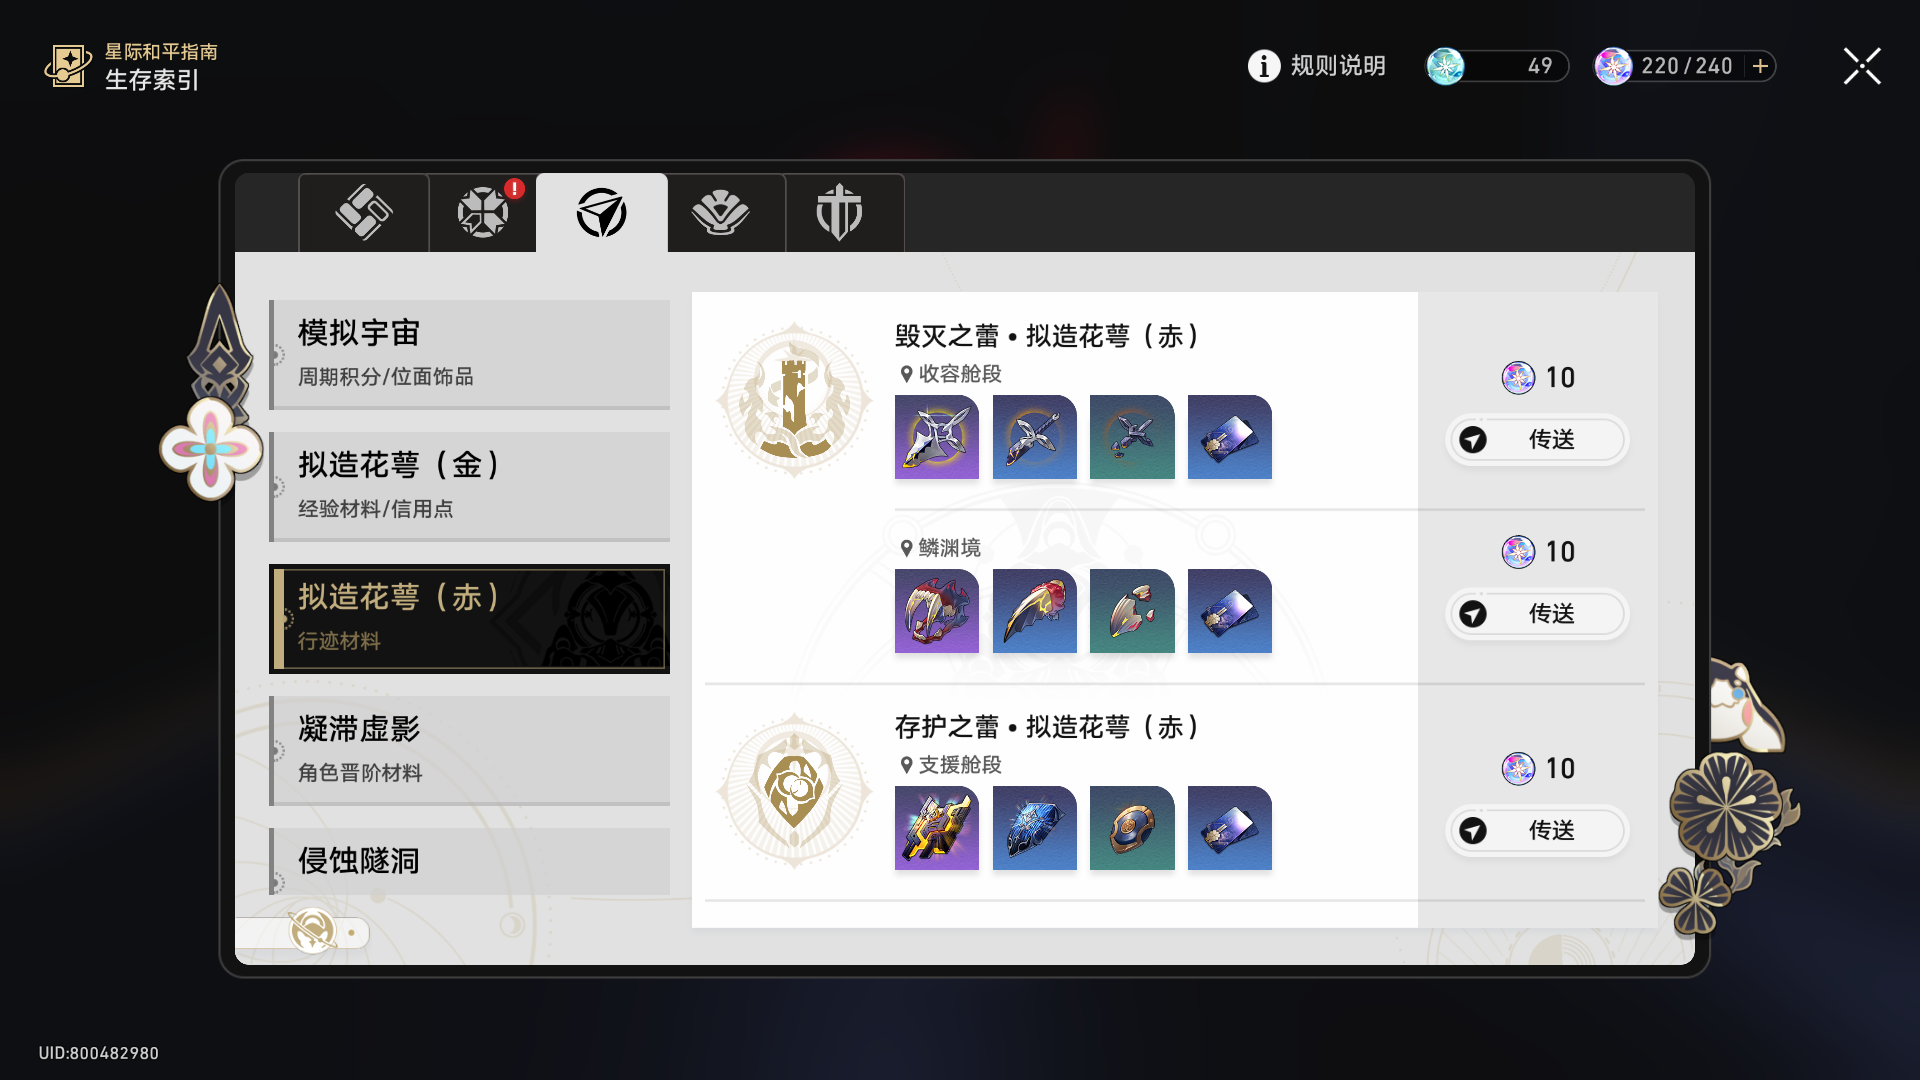 星际和平指南
生存索引
规则说明
49
220/240
模拟宇宙
周期积分/位面饰品
拟造花萼（金）
经验材料/信用点
拟造花萼（赤）
行迹材料
凝滞虚影
角色晋阶材料
侵蚀隧洞
毁灭之蕾•拟造花萼（赤）
收容舱段
10
传送
鳞渊境
10
传送
存护之蕾•拟造花萼（赤）
支援舱段
10
传送
UID:800482980